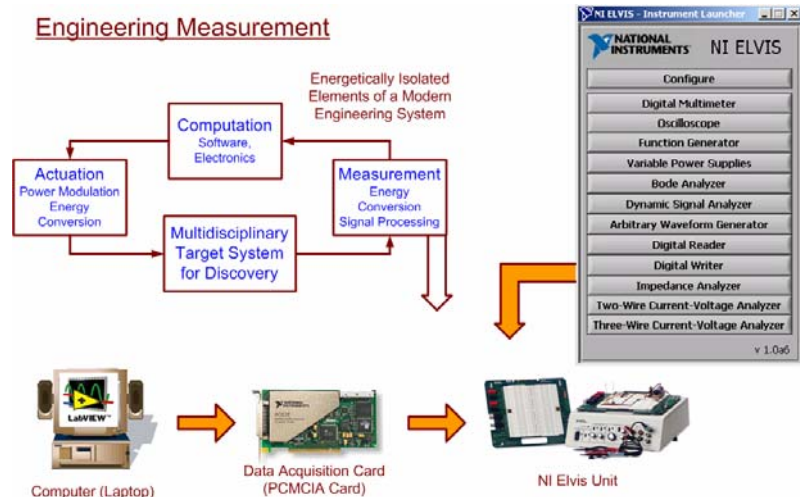 Engineering Measurement
Energetically Isolated
Elements of a Modern
Engineering System
Computation
Software,
Electronics
Actuation
Power Modulation
Energy
Conversion
Measurement
Energy
Conversion
Signal Processing
Multidisciplinary
Target System
for Discovery
NI ELVIS - Instrument Launcher
NATIONAL
INSTRUMENTS
NI ELVIS
Configure
Digital Multimeter
Oscilloscope
Function Generator
Variable Power Supplies
Bode Analyzer
Dynamic Signal Analyzer
Arbitrary Waveform Generator
Digital Reader
Digital Writer
Impedance Analyzer
Two-Wire Current-Voltage Analyzer
Three-Wire Current-Voltage Analyzer
v 1.0a6
LabVIEW
Computer (Laptop)
Data Acquisition Card
(PCMCIA Card)
NI Elvis Unit